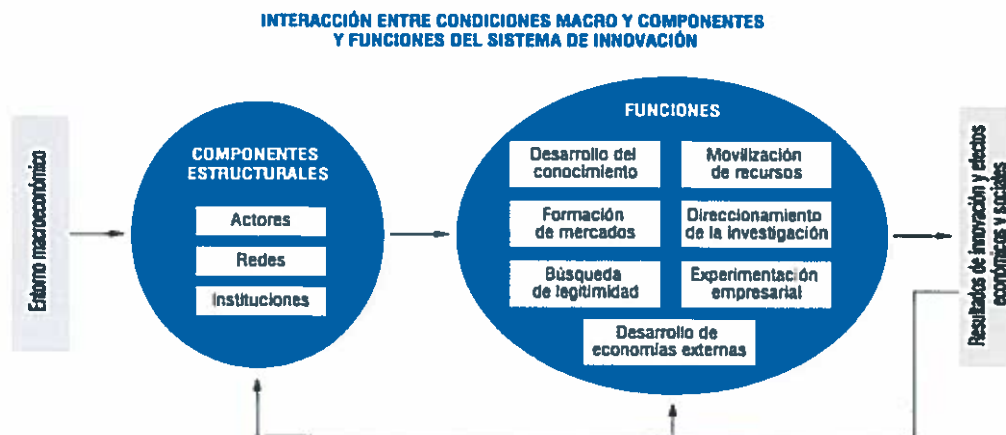 INTERACCIÓN ENTRE CONDICIONES MACRO Y COMPONENTES
Y FUNCIONES DEL SISTEMA DE INNOVACIÓN
Entorno macroeconómico
COMPONENTES
ESTRUCTURALES
Actores
Redes
Instituciones
FUNCIONES
Desarrollo del
conocimiento
Movilización
de recursos
Formación
de mercados
Direccionamiento
de la investigación
Búsqueda
de legitimidad
Experimentación
empresarial
Desarrollo de
economías externas
Resultados de innovación y efectos
económicos y sociales